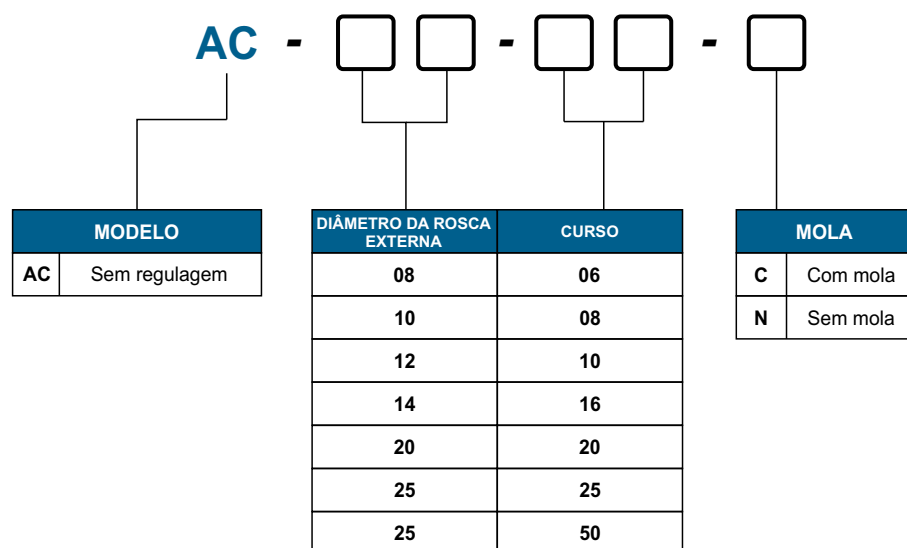 AC - -  -
MODELO
AC Sem regulagem
DIÂMETRO DA ROSCA
EXTERNA
CURSO
08 06
10 08
12 10
14 16
20 20
25 25
25 50
MOLA
C Com mola
N Sem mola